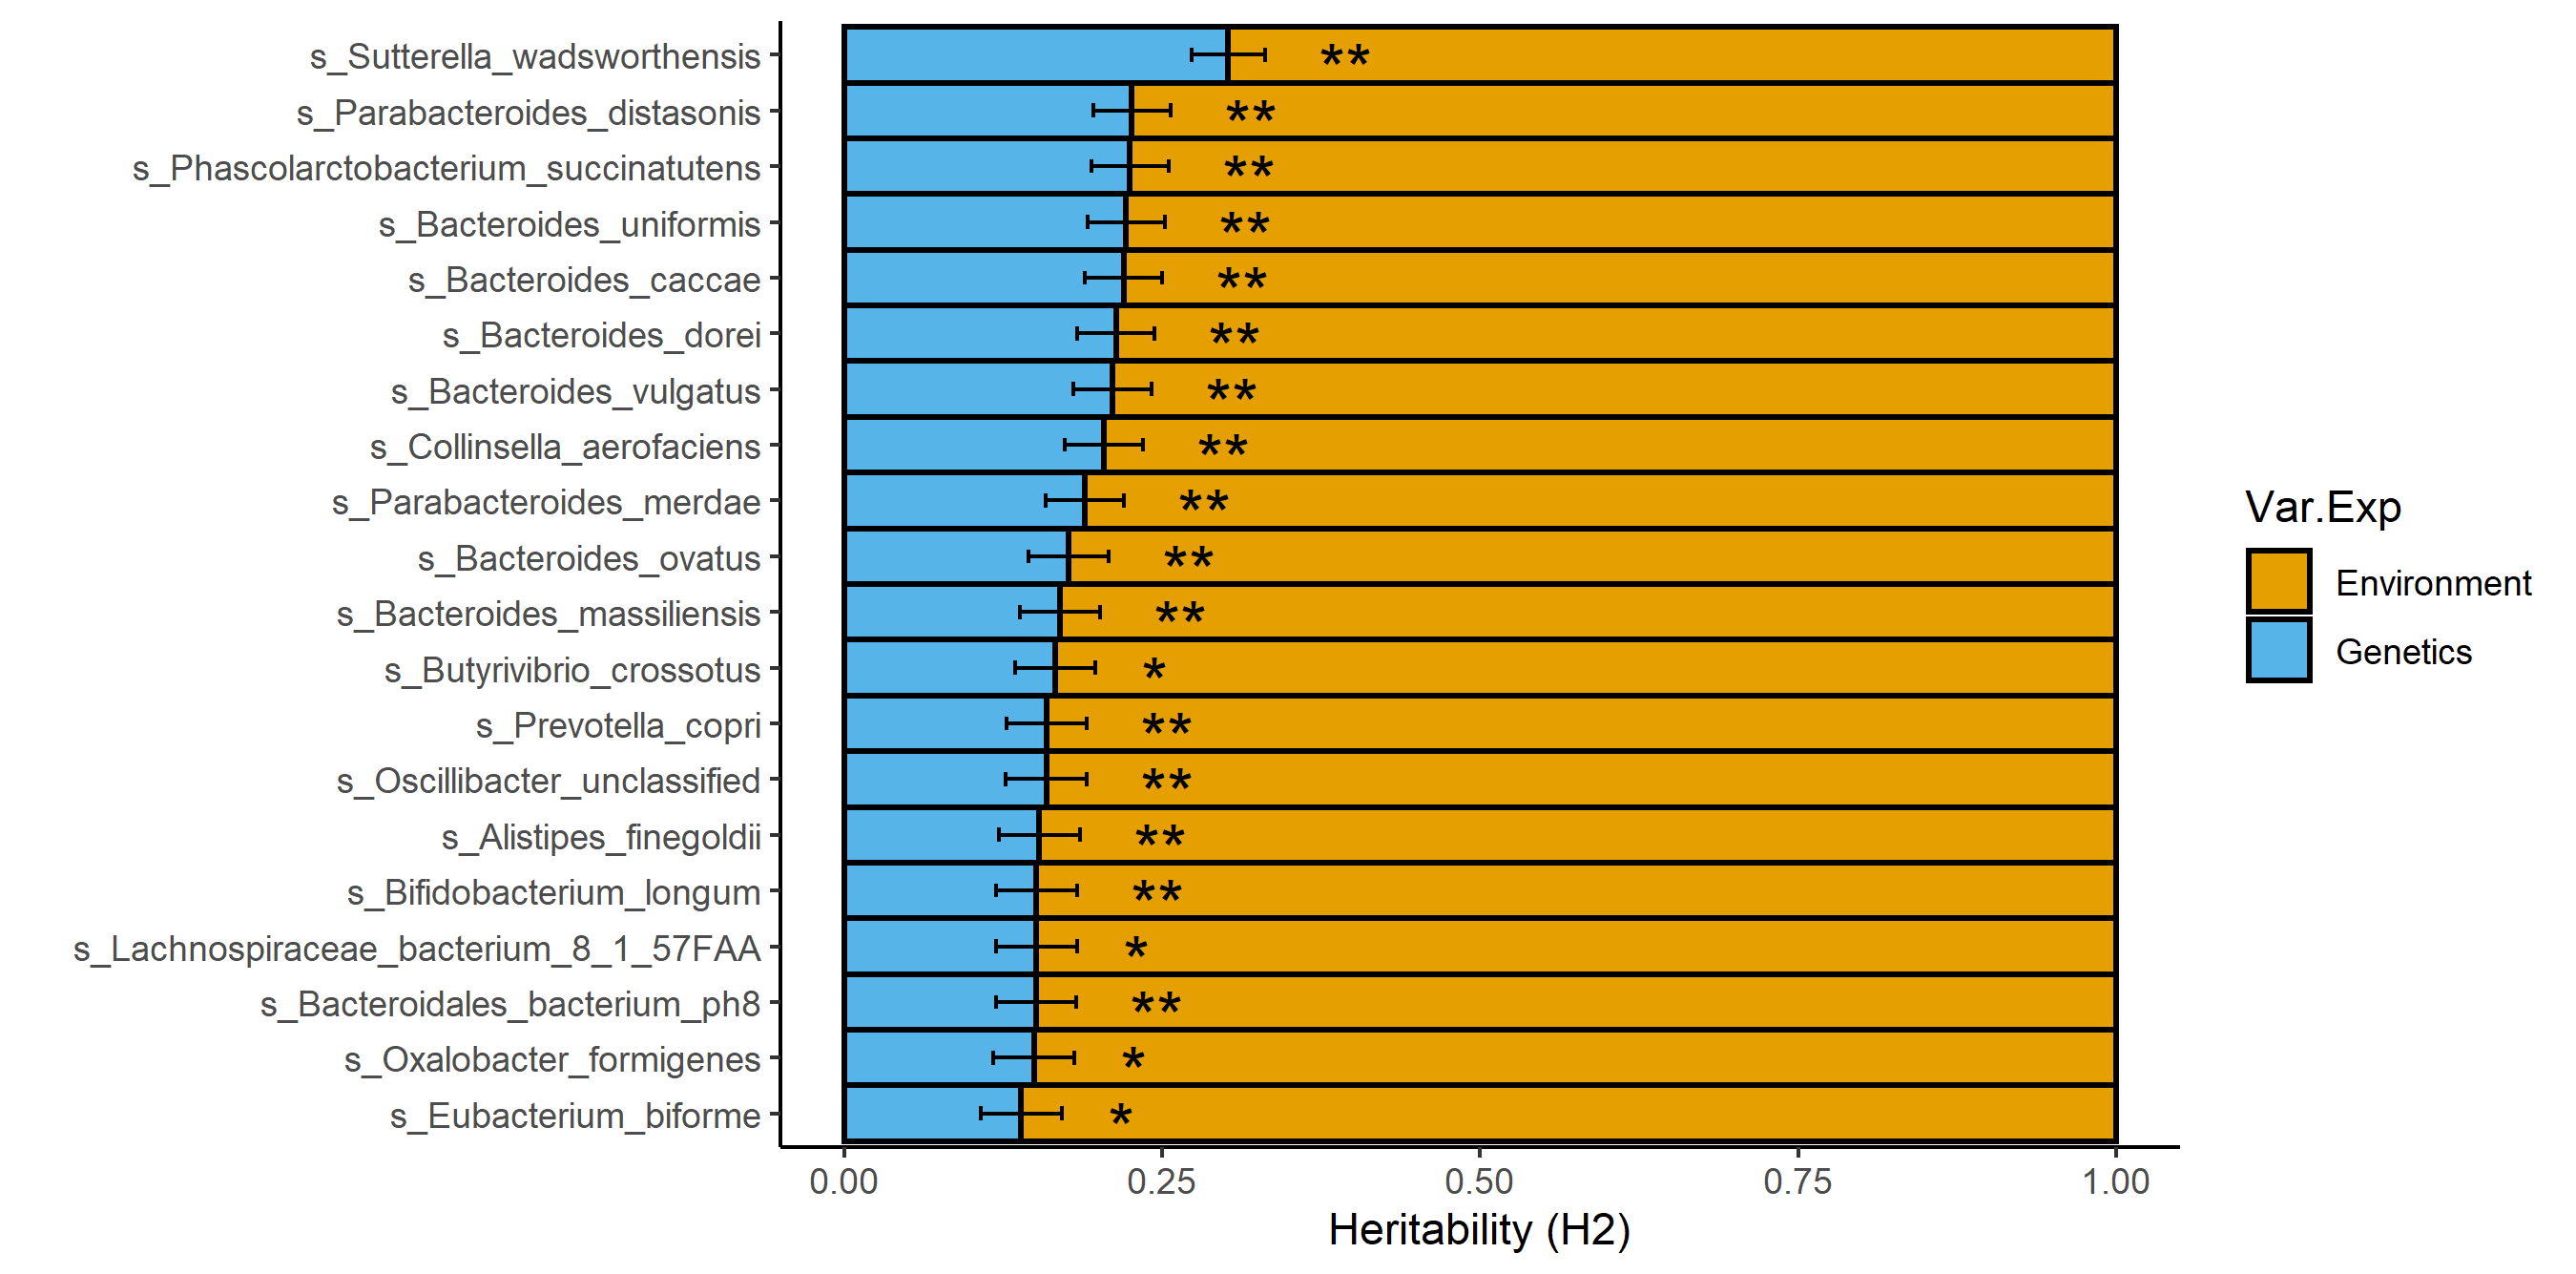 s_Sutterella_wadsworthensis **
s_Parabacteroides_distasonis **
s_Phascolarctobacterium_succinatutens **
s_Bacteroides_uniformis **
s_Bacteroides_caccae **
s_Bacteroides_dorei **
s_Bacteroides_vulgatus **
s_Collinsella_aerofaciens **
s_Parabacteroides_merdae **
s_Bacteroides_ovatus **
s_Bacteroides_massiliensis **
s_Butyrivibrio_crossotus *
s_Prevotella_copri **
s_Oscillibacter_unclassified **
s_Alistipes_finegoldii **
s_Bifidobacterium_longum **
s_Lachnospiraceae_bacterium_8_1_57FAA *
s_Bacteroidales_bacterium_ph8 **
s_Oxalobacter_formigenes *
s_Eubacterium_biforme *
0.00 0.25 0.50 0.75 1.00
Heritability (H2)
Var.Exp
Environment
Genetics